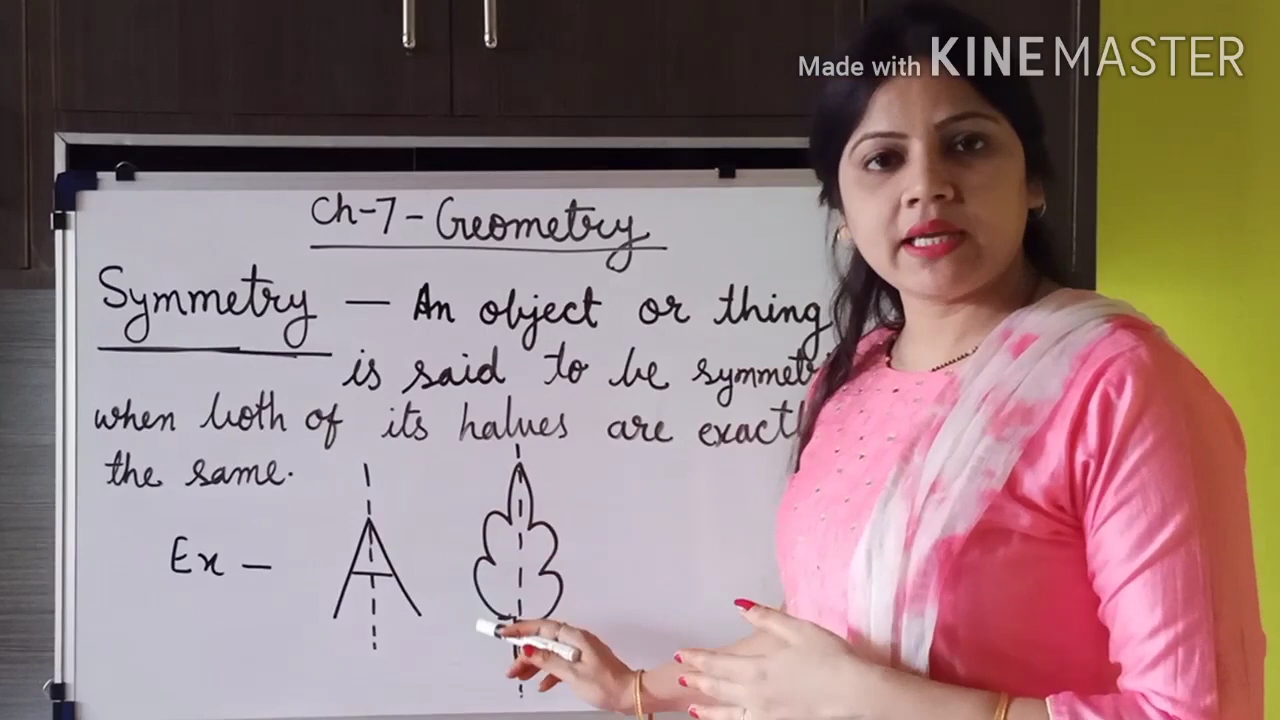 Made with KINEMASTER
Ch-7-Geometry
Symmetry — An object or thing
is said to be
when both of its halves are
the same.
Ex — A